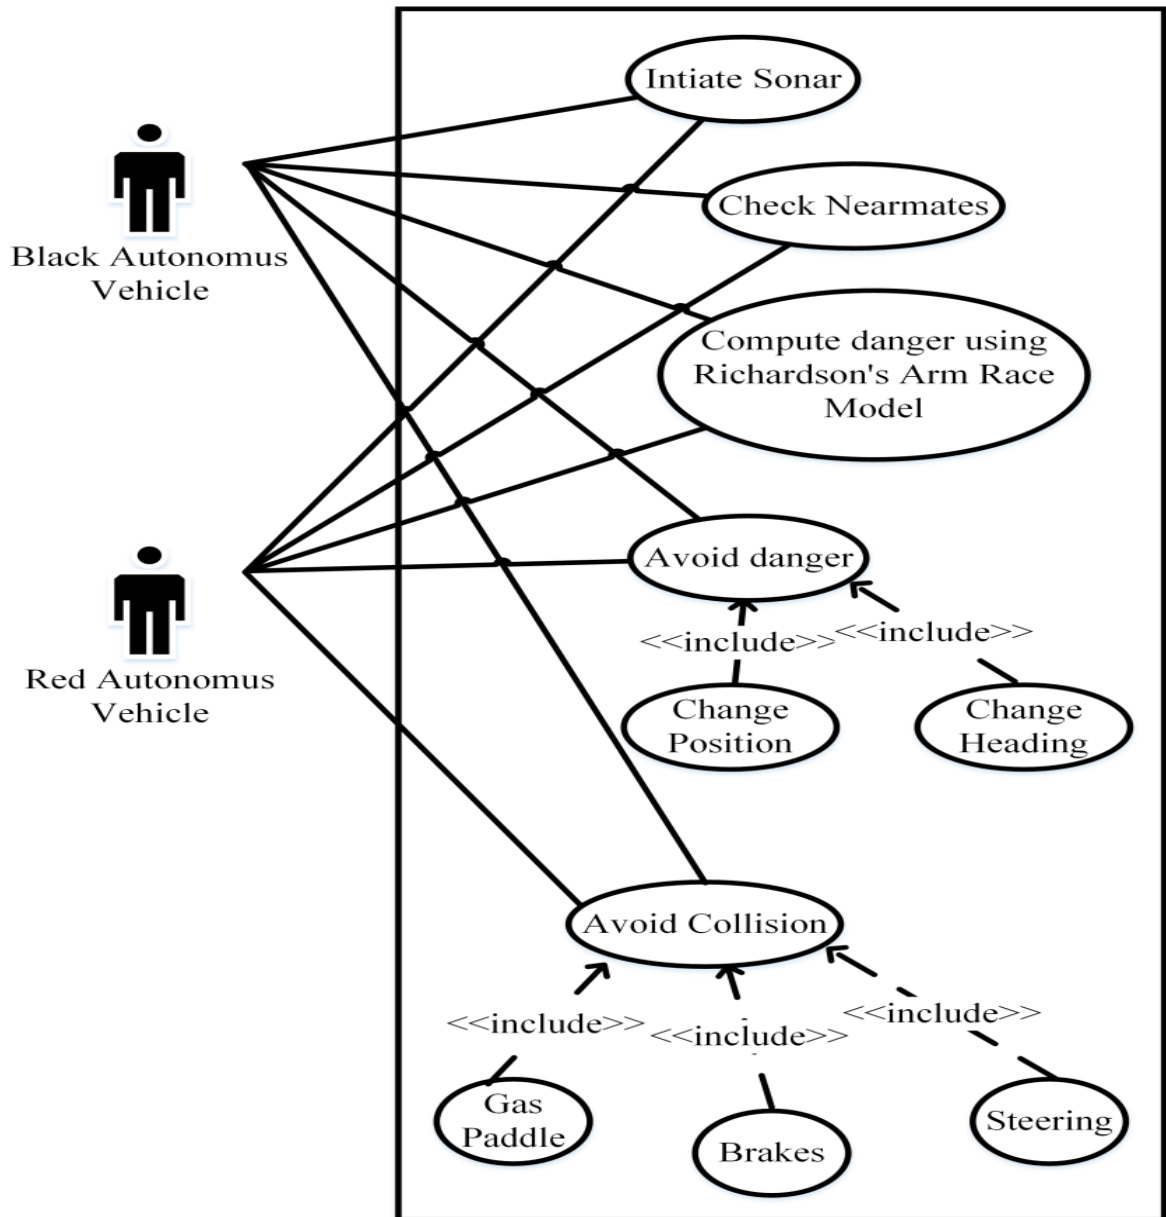 Intiate Sonar
Check Nearmates
Black Autonomus
Vehicle
Compute danger using
Richardson's Arm Race
Model
Avoid danger
<<include>>
<<include>>
Red Autonomus
Vehicle
Change
Position
Change
Heading
Avoid Collision
<<include>>
<<include>>
<<include>>
Gas
Paddle
Brakes
Steering